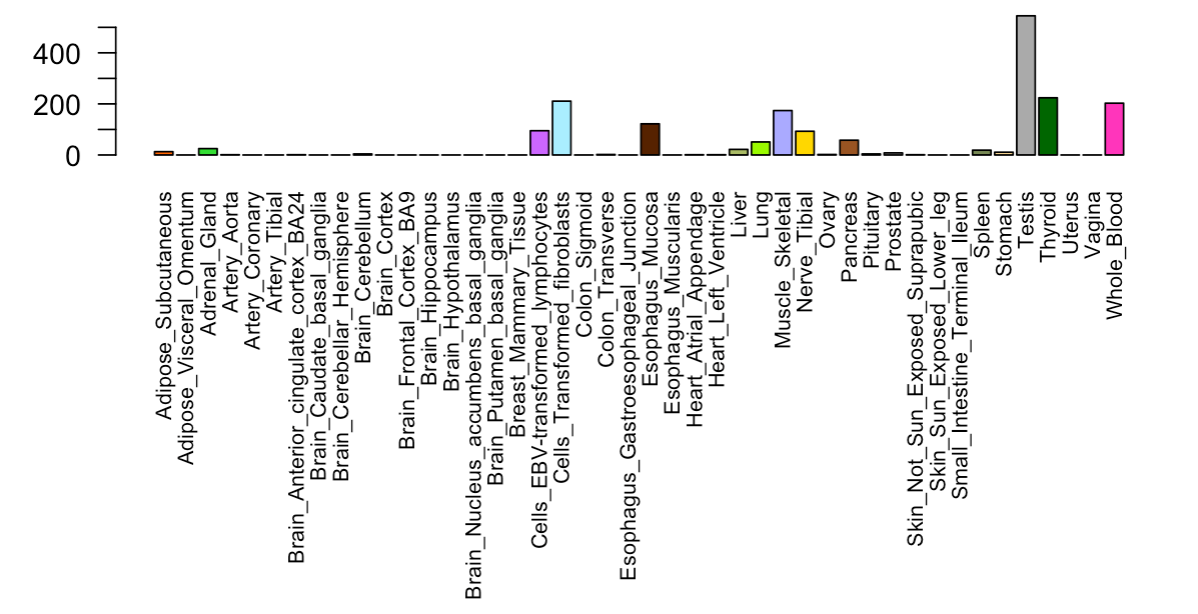 400
200
0
Adipose_Subcutaneous
Adipose_Visceral_Omentum
Adrenal_Gland
Artery_Aorta
Artery_Coronary
Artery_Tibial
Brain_Anterior_cingulate_cortex_BA24
Brain_Caudate_basal_ganglia
Brain_Cerebellar_Hemisphere
Brain_Cerebellum
Brain_Cortex
Brain_Frontal_Cortex_BA9
Brain_Hippocampus
Brain_Hypothalamus
Brain_Nucleus_accumbens_basal_ganglia
Brain_Putamen_basal_ganglia
Breast_Mammary_Tissue
Cells_EBV-transformed_lymphocytes
Cells_Transformed_fibroblasts
Colon_Sigmoid
Colon_Transverse
Esophagus_Gastroesophageal_Junction
Esophagus_Mucosa
Esophagus_Muscularis
Heart_Atrial_Appendage
Heart_Left_Ventricle
Liver
Lung
Muscle_Skeletal
Nerve_Tibial
Ovary
Pancreas
Pituitary
Prostate
Skin_Not_Sun_Exposed_Suprapubic
Skin_Sun_Exposed_Lower_leg
Small_Intestine_Terminal_Ileum
Spleen
Stomach
Testis
Thyroid
Uterus
Vagina
Whole_Blood